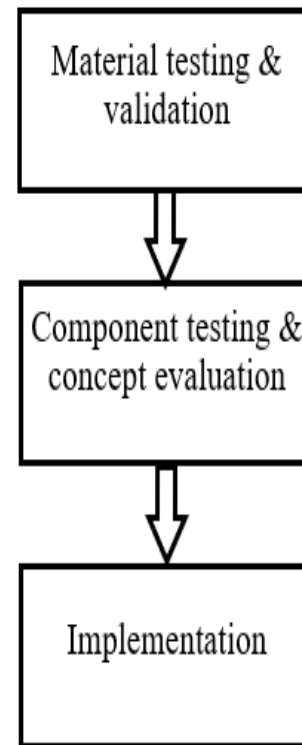 Material testing &
validation
Component testing &
concept evaluation
Implementation